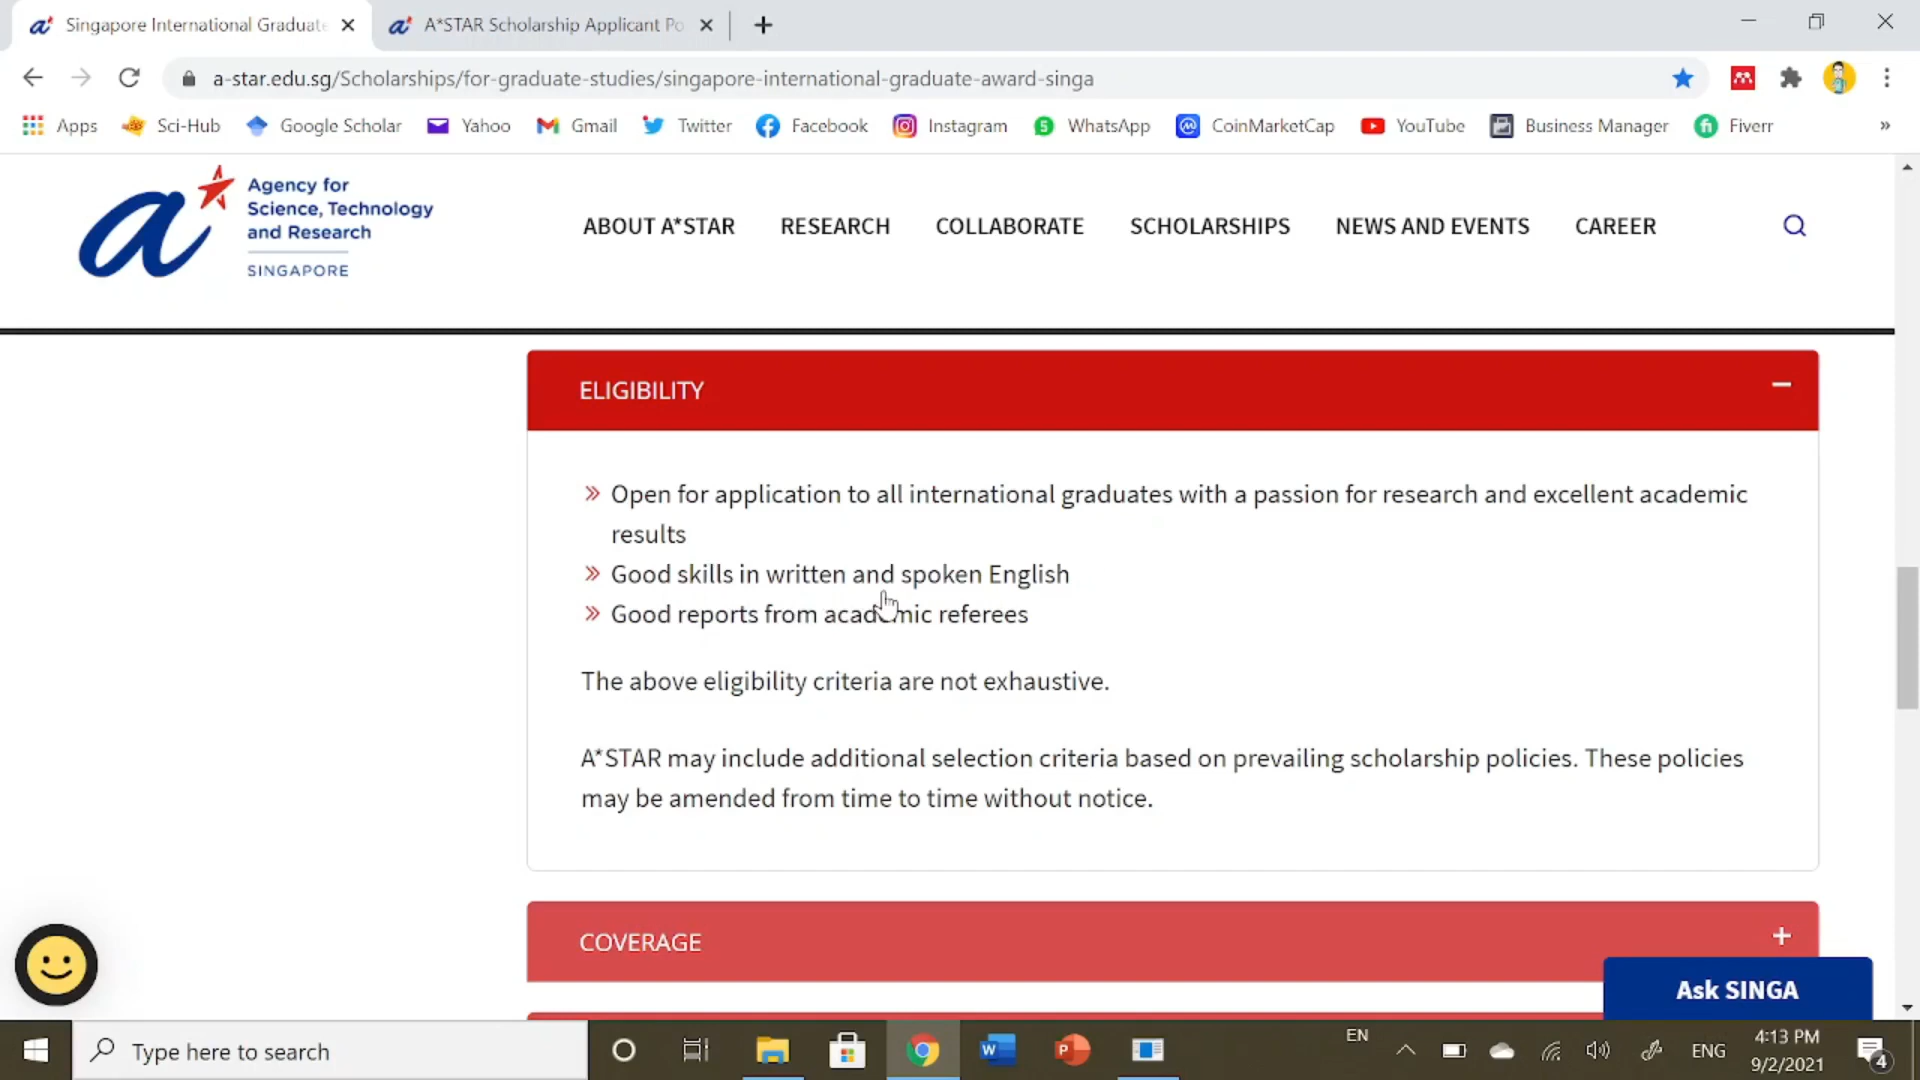 Singapore International Graduate
A*STAR Scholarship Applicant Po
a-star.edu.sg/Scholarships/for-graduate-studies/singapore-international-graduate-award-singa
Apps Sci-Hub Google Scholar Yahoo Gmail Twitter Facebook Instagram WhatsApp CoinMarketCap YouTube Business Manager Fiverr »
Agency for
Science, Technology
and Research
SINGAPORE
ABOUT A*STAR RESEARCH COLLABORATE SCHOLARSHIPS NEWS AND EVENTS CAREER
ELIGIBILITY
» Open for application to all international graduates with a passion for research and excellent academic
results
» Good skills in written and spoken English
» Good reports from academic referees
The above eligibility criteria are not exhaustive.
A*STAR may include additional selection criteria based on prevailing scholarship policies. These policies
may be amended from time to time without notice.
COVERAGE
Ask SINGA
Type here to search
EN
ENG
4:13 PM
9/2/2021
4